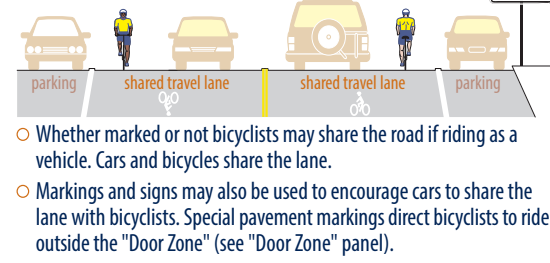 parking shared travel lane shared travel lane parking
Whether marked or not bicyclists may share the road if riding as a
vehicle. Cars and bicycles share the lane.
Markings and signs may also be used to encourage cars to share the
lane with bicyclists. Special pavement markings direct bicyclists to ride
outside the "Door Zone" (see "Door Zone" panel).